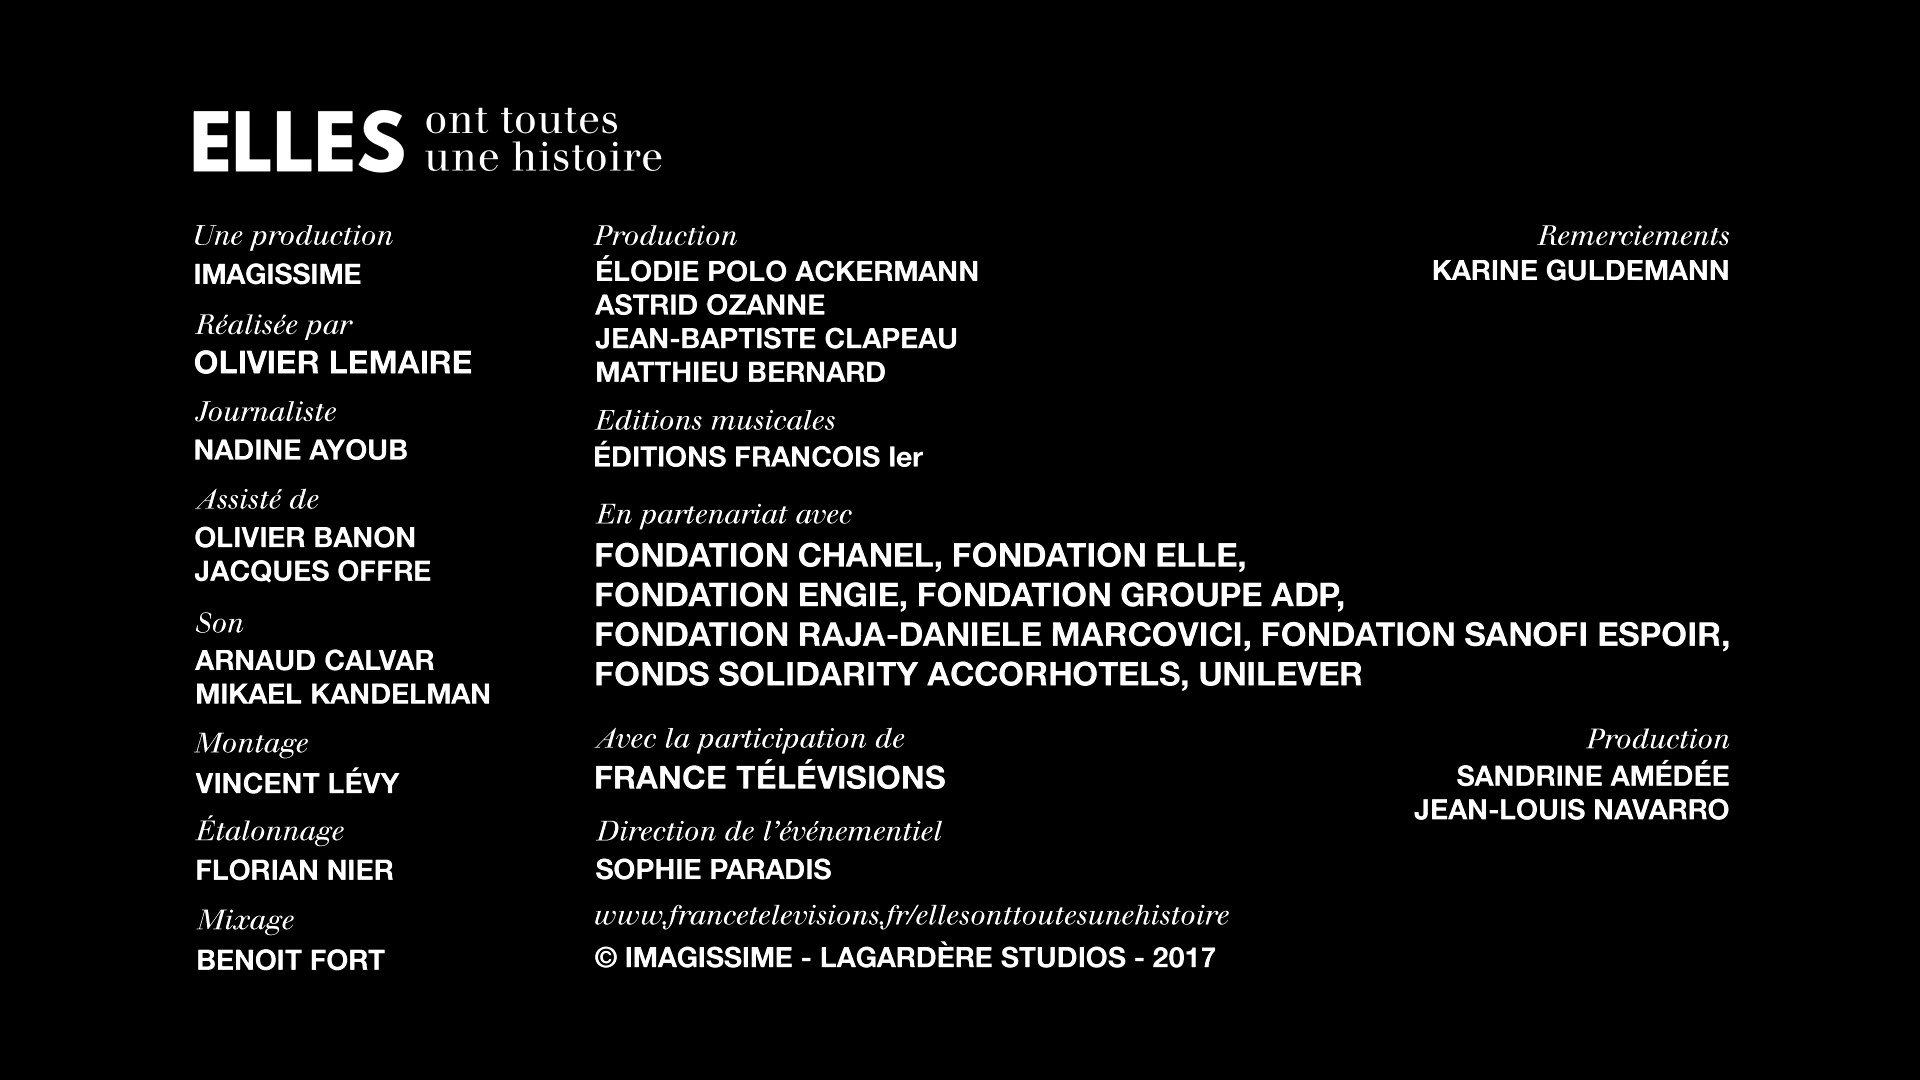 ELLES ont toutes
une histoire
Une production
IMAGISSIME
Réalisée par
OLIVIER LEMAIRE
Journaliste
NADINE AYOUB
Assisté de
OLIVIER BANON
JACQUES OFFRE
Son
ARNAUD CALVAR
MIKAEL KANDELMAN
Montage
VINCENT LÉVY
Étalonnage
FLORIAN NIER
Mixage
BENOIT FORT
Production
ÉLODIE POLO ACKERMANN
ASTRID OZANNE
JEAN-BAPTISTE CLAPEAU
MATTHIEU BERNARD
Editions musicales
ÉDITIONS FRANCOIS Ier
En partenariat avec
FONDATION CHANEL, FONDATION ELLE,
FONDATION ENGIE, FONDATION GROUPE ADP,
FONDATION RAJA-DANIELE MARCOVICI, FONDATION SANOFI ESPOIR,
FONDS SOLIDARITY ACCORHOTELS, UNILEVER
Avec la participation de
FRANCE TÉLÉVISIONS
Direction de l'événementiel
SOPHIE PARADIS
www.francetelevisions.fr/ellesonttoutesunehistoire
© IMAGISSIME - LAGARDÈRE STUDIOS - 2017
Remerciements
KARINE GULDEMANN
Production
SANDRINE AMÉDÉE
JEAN-LOUIS NAVARRO